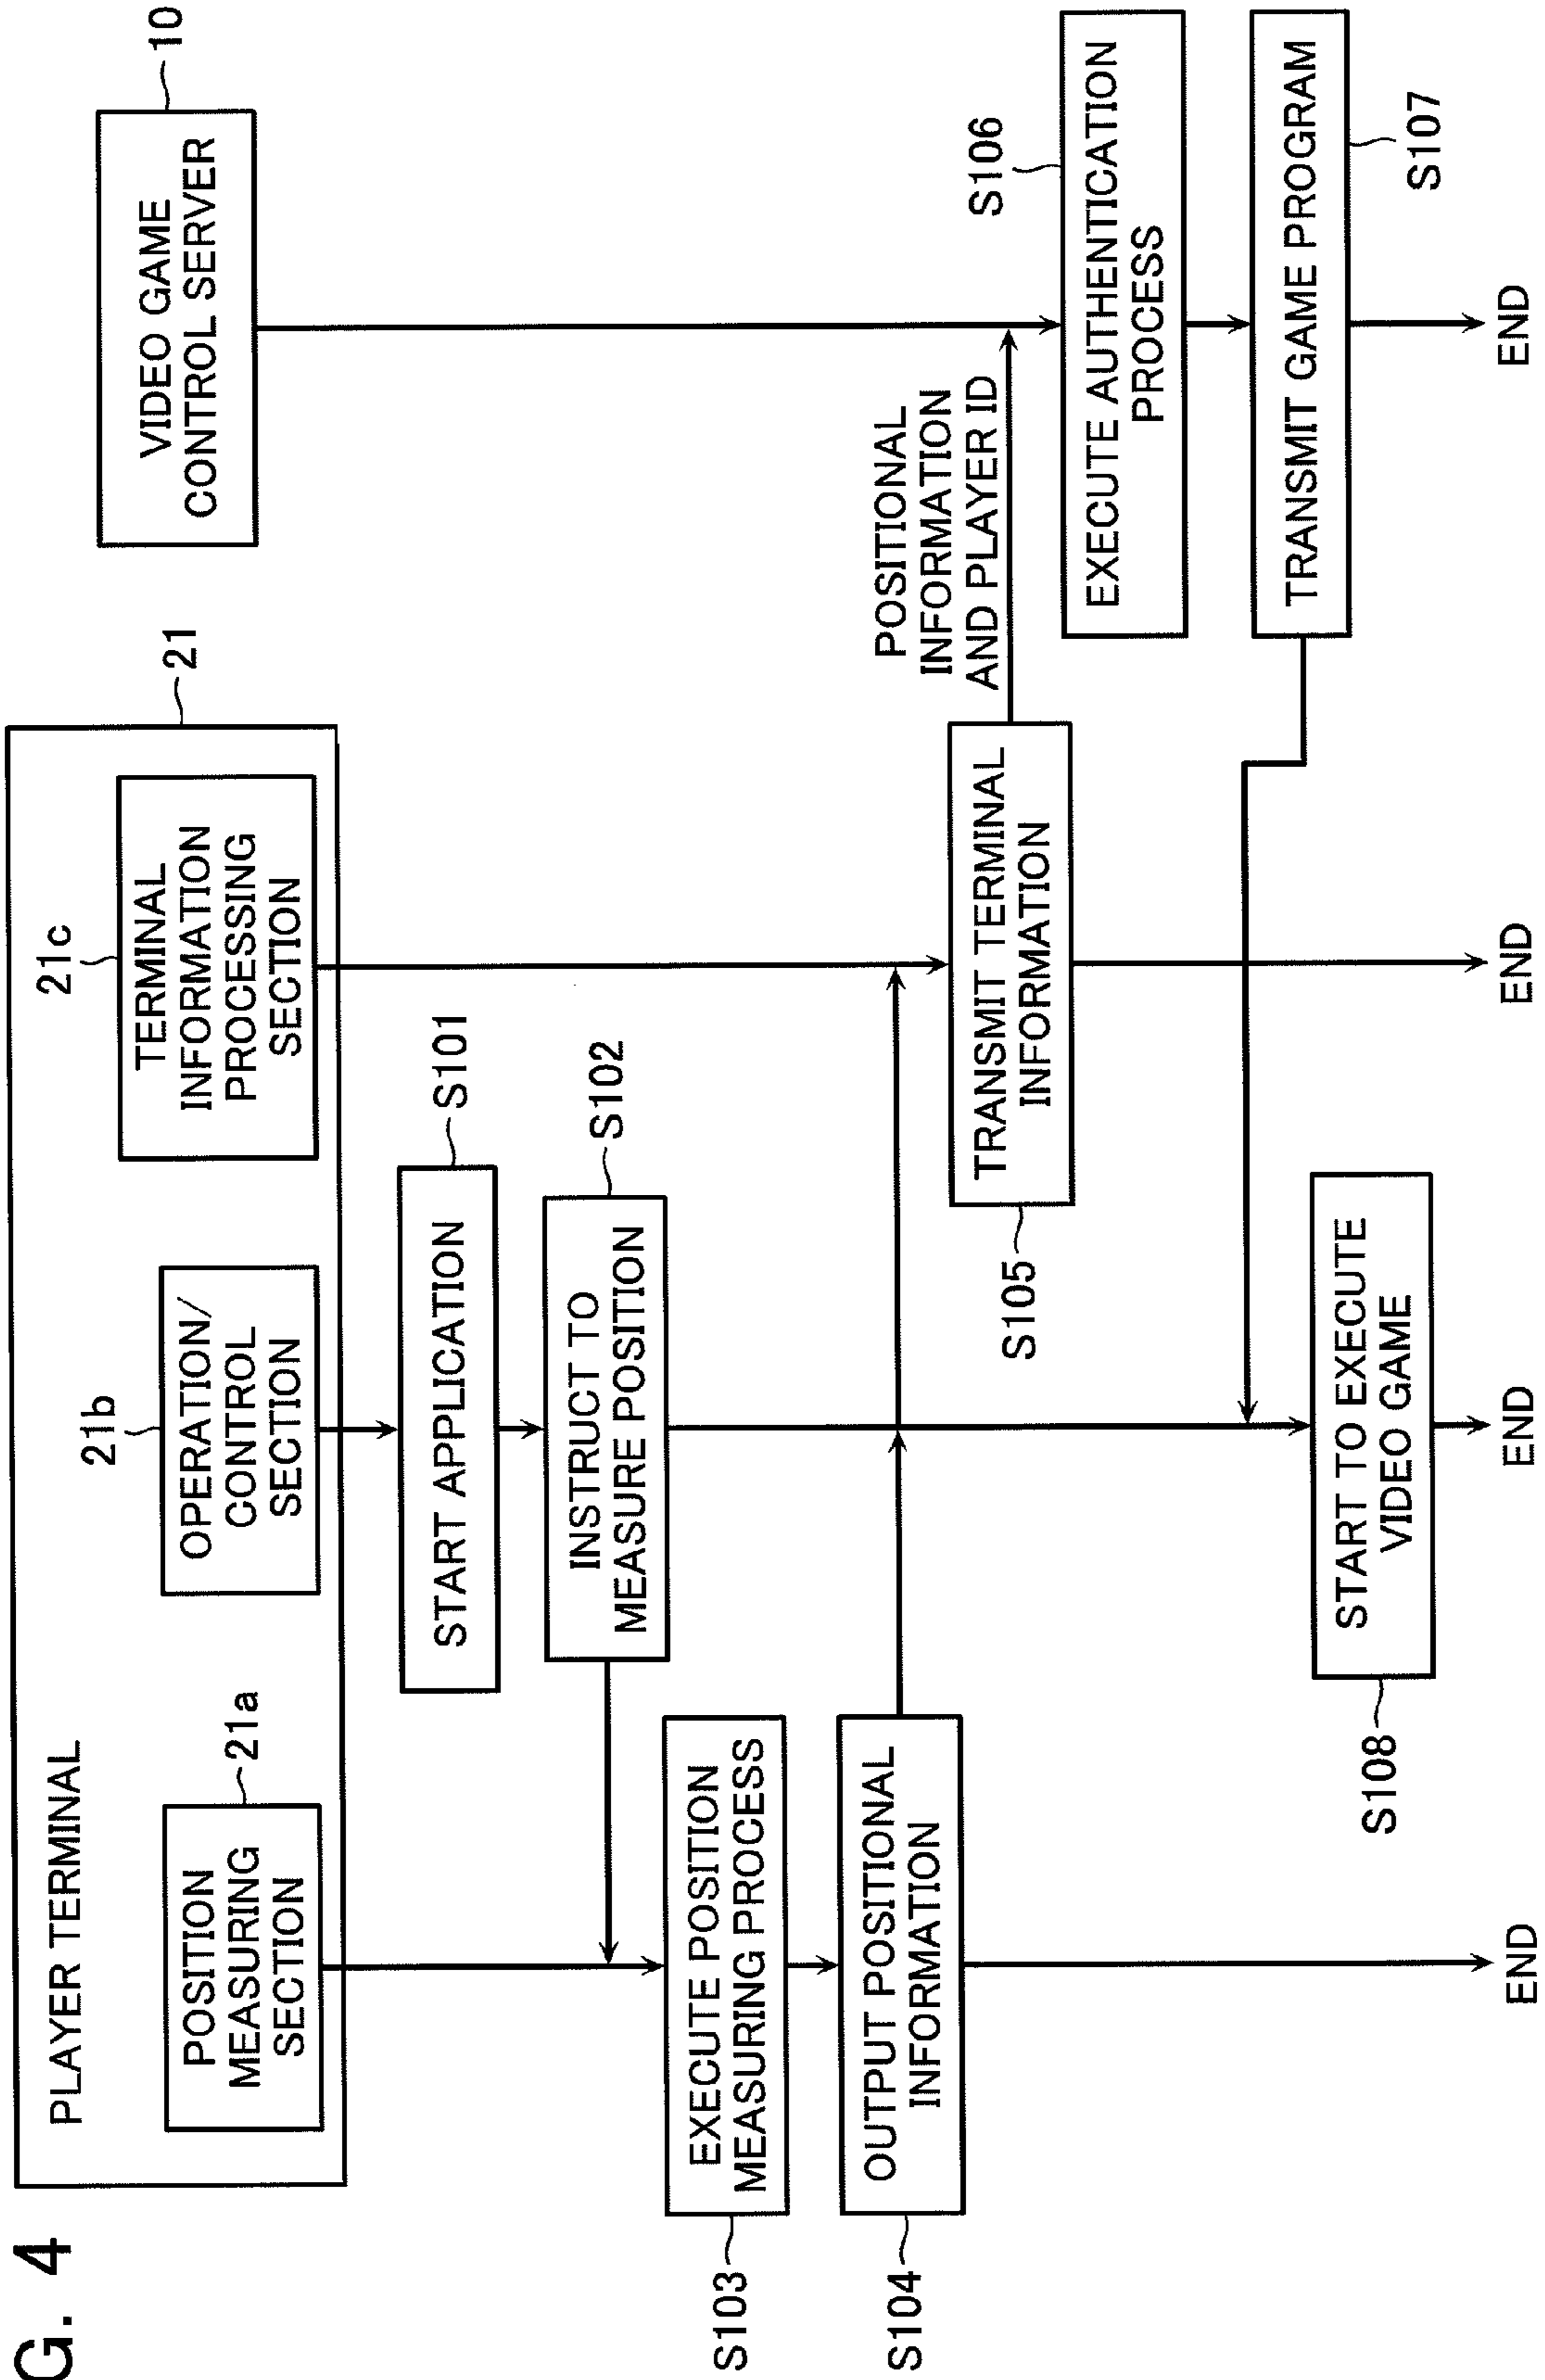 G. 4
PLAYER TERMINAL
21
POSITION
MEASURING
SECTION
21a
OPERATION/
CONTROL
SECTION
21b
TERMINAL
INFORMATION
PROCESSING
SECTION
21c
VIDEO GAME
CONTROL SERVER
10
START APPLICATION
S101
INSTRUCT TO
MEASURE POSITION
S102
EXECUTE POSITION
MEASURING PROCESS
S103
OUTPUT POSITIONAL
INFORMATION
S104
TRANSMIT TERMINAL
INFORMATION
S105
POSITIONAL
INFORMATION
AND PLAYER ID
EXECUTE AUTHENTICATION
PROCESS
S106
TRANSMIT GAME PROGRAM
S107
START TO EXECUTE
VIDEO GAME
S108
END
END
END
END